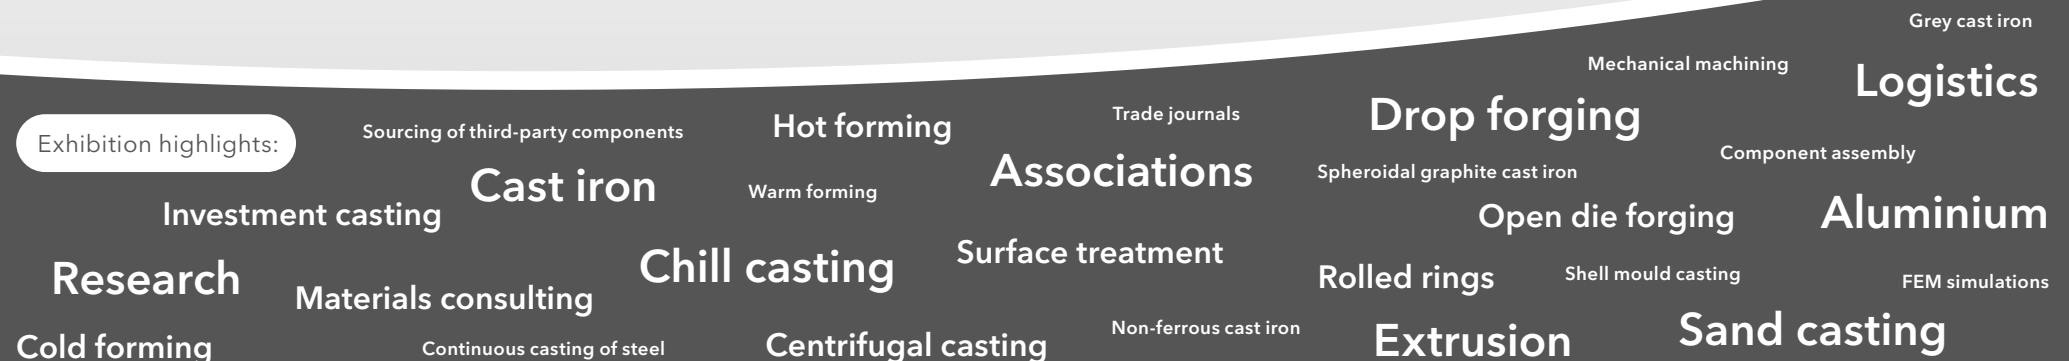 Grey cast iron
Mechanical machining
Logistics
Trade journals
Drop forging
Hot forming
Sourcing of third-party components
Exhibition highlights:
Component assembly
Associations
Spheroidal graphite cast iron
Cast iron
Warm forming
Investment casting
Open die forging
Aluminium
Surface treatment
Chill casting
Research
Rolled rings
Shell mould casting
FEM simulations
Materials consulting
Non-ferrous cast iron
Sand casting
Cold forming
Continuous casting of steel
Centrifugal casting
Extrusion